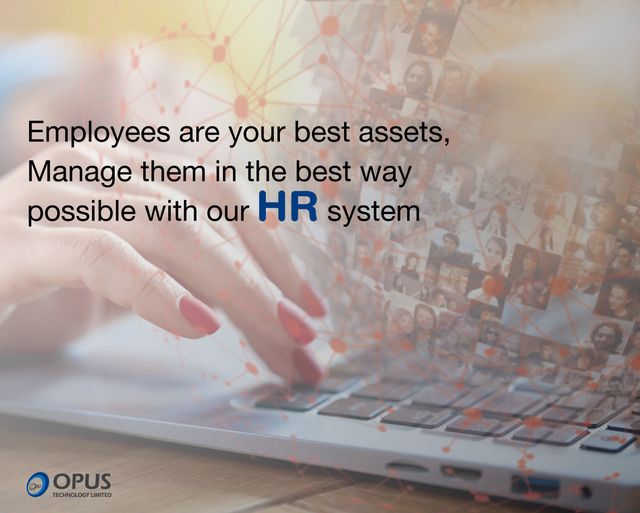 Employees are your best assets,
Manage them in the best way
possible with our HR system
OPUS
TECHNOLOGY LIMITED